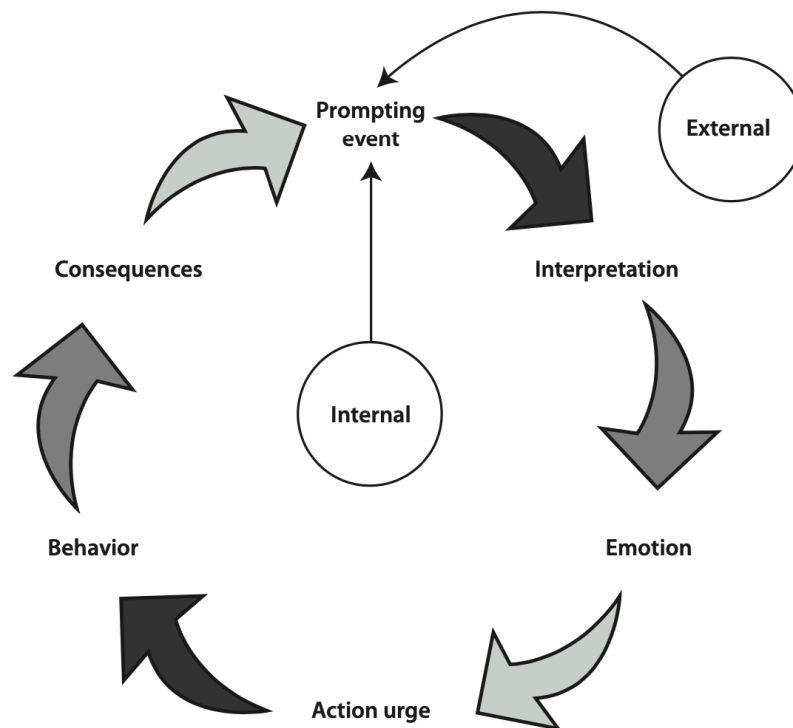 Prompting
event
External
Interpretation
Emotion
Action urge
Behavior
Consequences
Internal